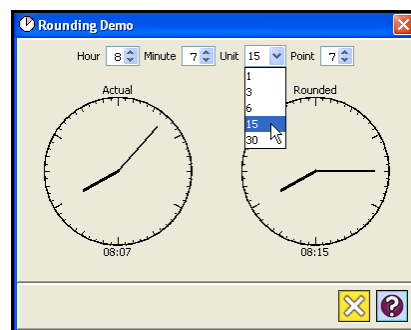 Rounding Demo
Hour 8 Minute 7 Unit 15 Point 7
1
3
6
15
30
Actual Rounded
08:07 08:15